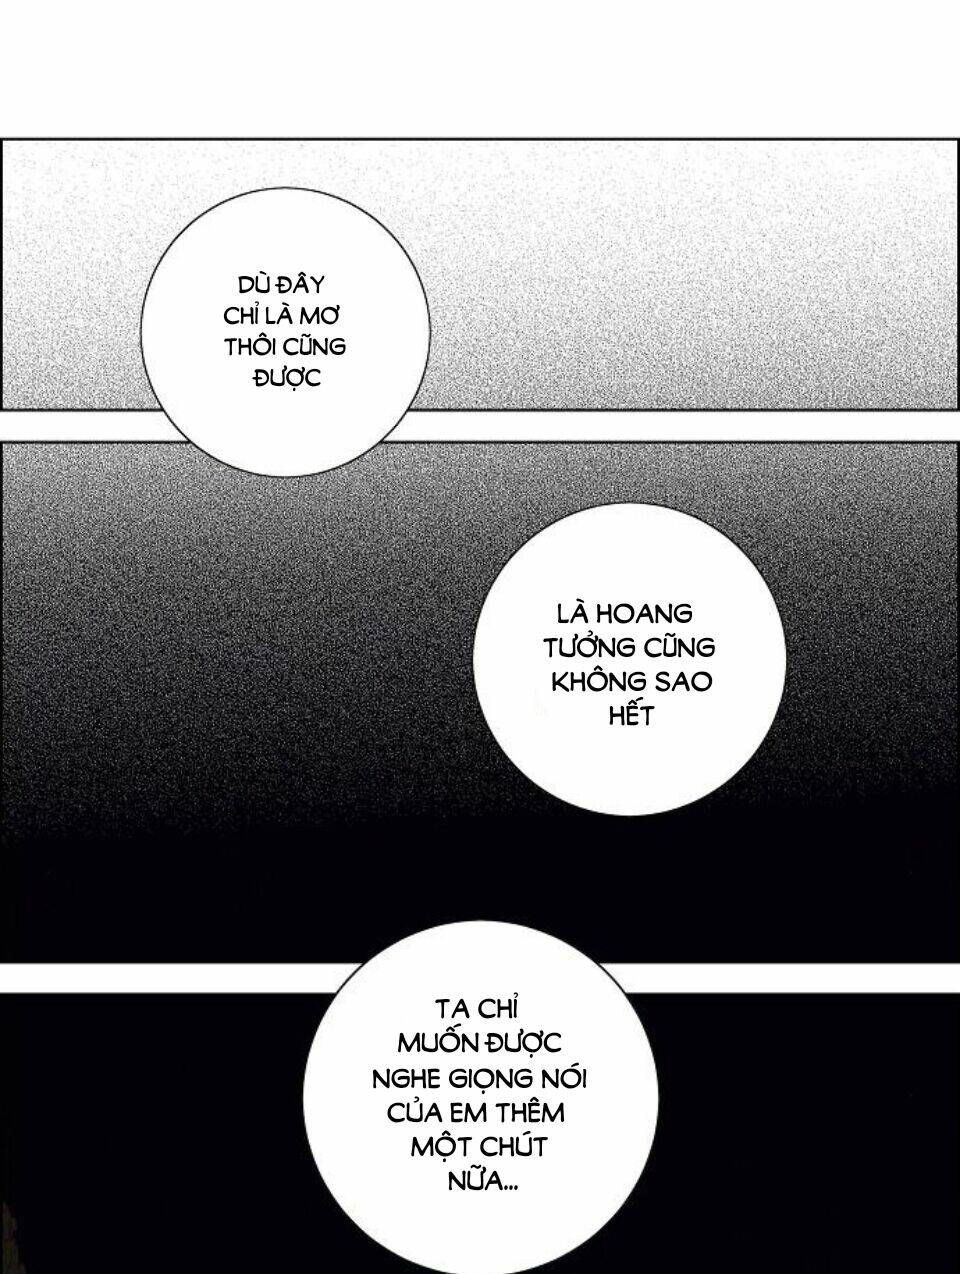 DÙ ĐÂY
CHỈ LÀ MƠ
THÔI CŨNG
ĐƯỢC
LÀ HOANG
TƯỞNG CŨNG
KHÔNG SAO
HẾT
TA CHỈ
MUỐN ĐƯỢC
NGHE GIỌNG NÓI
CỦA EM THÊM
MỘT CHÚT
NỮA...